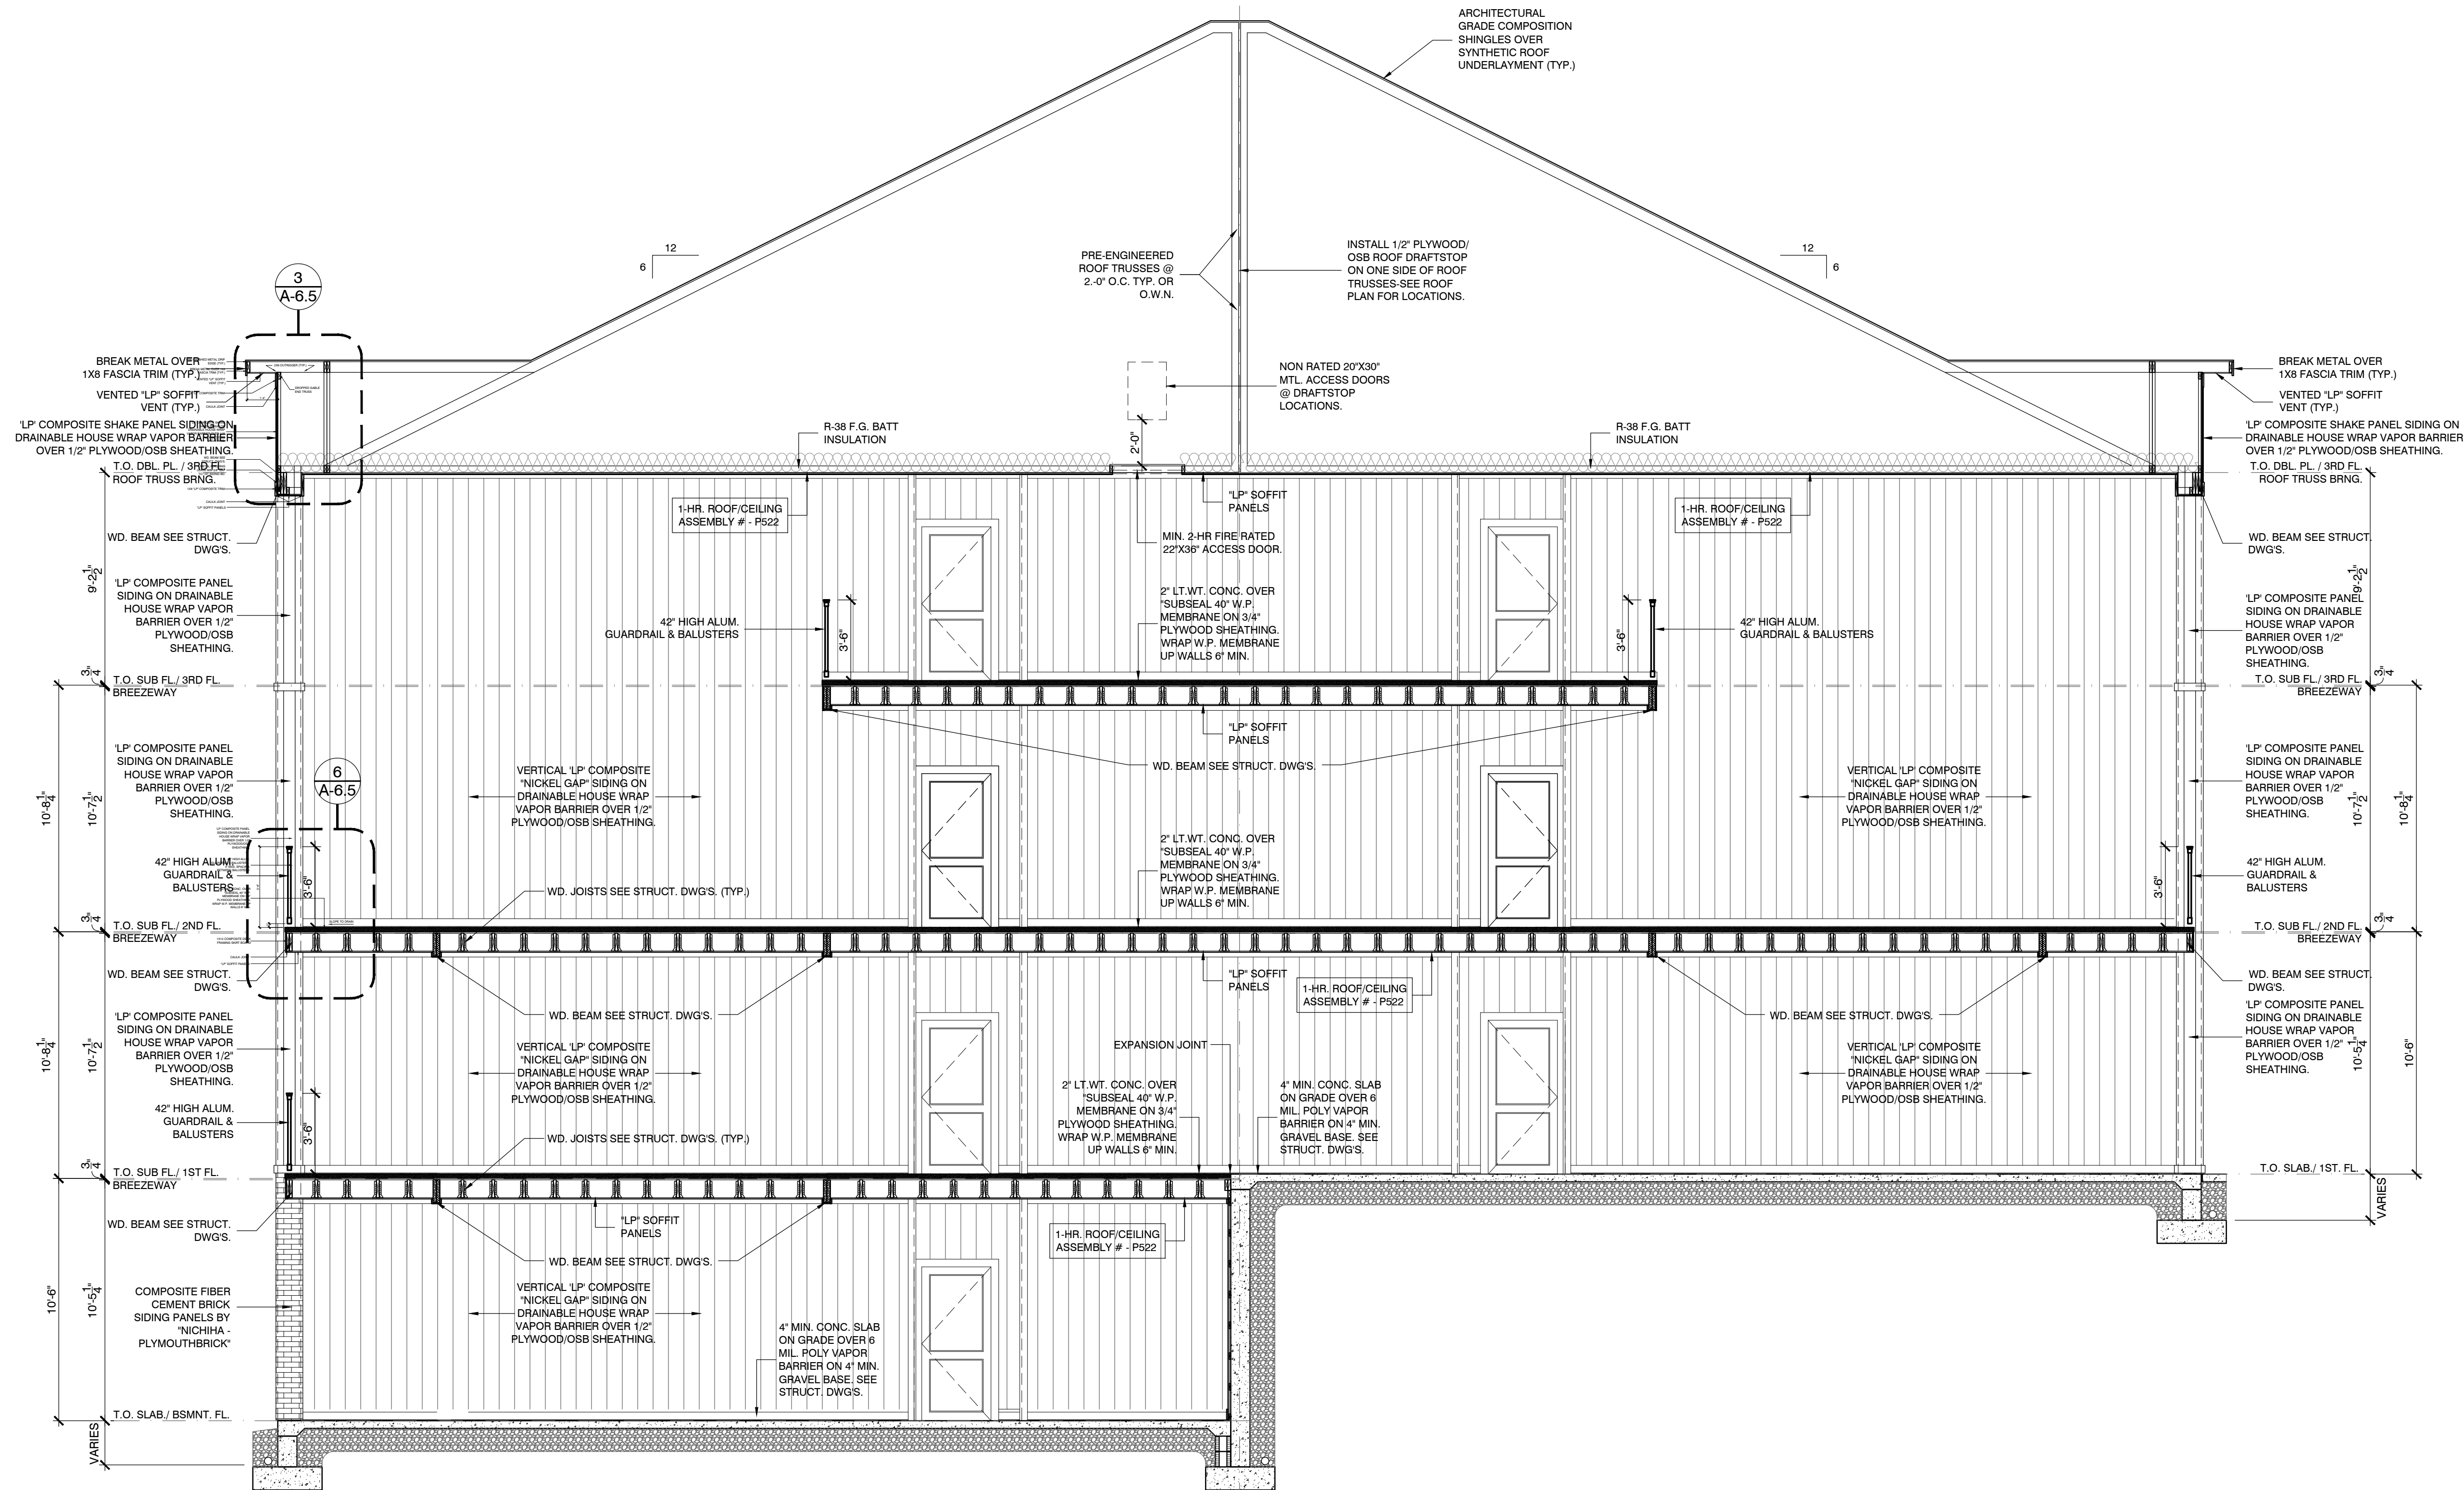 ARCHITECTURAL
GRADE COMPOSITION
SHINGLES OVER
SYNTHETIC ROOF
UNDERLAYMENT (TYP.)
12
6
12
6
PRE-ENGINEERED
ROOF TRUSSES @
2.-0" O.C. TYP. OR
O.W.N.
INSTALL 1/2" PLYWOOD/
OSB ROOF DRAFTSTOP
ON ONE SIDE OF ROOF
TRUSSES-SEE ROOF
PLAN FOR LOCATIONS.
3
A-6.5
BREAK METAL OVER
1X8 FASCIA TRIM (TYP.)
VENTED "LP" SOFFIT
VENT (TYP.)
'LP' COMPOSITE SHAKE PANEL SIDING ON
DRAINABLE HOUSE WRAP VAPOR BARRIER
OVER 1/2" PLYWOOD/OSB SHEATHING.
T.O. DBL. PL. / 3RD FL.
ROOF TRUSS BRNG.
CAULK JOINT
"LP" SOFFIT PANELS
NON RATED 20"X30"
MTL. ACCESS DOORS
@ DRAFTSTOP
LOCATIONS.
2'-0"
R-38 F.G. BATT
INSULATION
R-38 F.G. BATT
INSULATION
BREAK METAL OVER
1X8 FASCIA TRIM (TYP.)
VENTED "LP" SOFFIT
VENT (TYP.)
'LP' COMPOSITE SHAKE PANEL SIDING ON
DRAINABLE HOUSE WRAP VAPOR BARRIER
OVER 1/2" PLYWOOD/OSB SHEATHING.
T.O. DBL. PL. / 3RD FL.
ROOF TRUSS BRNG.
WD. BEAM SEE STRUCT.
DWG'S.
1-HR. ROOF/CEILING
ASSEMBLY # - P522
"LP" SOFFIT
PANELS
MIN. 2-HR FIRE RATED
22"X36" ACCESS DOOR.
1-HR. ROOF/CEILING
ASSEMBLY # - P522
WD. BEAM SEE STRUCT.
DWG'S.
9'-2 1/2"
'LP' COMPOSITE PANEL
SIDING ON DRAINABLE
HOUSE WRAP VAPOR
BARRIER OVER 1/2"
PLYWOOD/OSB
SHEATHING.
42" HIGH ALUM.
GUARDRAIL & BALUSTERS
3'-6"
2" LT.WT. CONC. OVER
"SUBSEAL 40" W.P.
MEMBRANE ON 3/4"
PLYWOOD SHEATHING.
WRAP W.P. MEMBRANE
UP WALLS 6" MIN.
3'-6"
42" HIGH ALUM.
GUARDRAIL & BALUSTERS
'LP' COMPOSITE PANEL
SIDING ON DRAINABLE
HOUSE WRAP VAPOR
BARRIER OVER 1/2"
PLYWOOD/OSB
SHEATHING.
9'-2 1/2"
3/4"
T.O. SUB FL./ 3RD FL.
BREEZEWAY
T.O. SUB FL./ 3RD FL.
BREEZEWAY
3/4"
"LP" SOFFIT
PANELS
WD. BEAM SEE STRUCT. DWG'S.
10'-8 1/4"
10'-7 1/2"
'LP' COMPOSITE PANEL
SIDING ON DRAINABLE
HOUSE WRAP VAPOR
BARRIER OVER 1/2"
PLYWOOD/OSB
SHEATHING.
6
A-6.5
VERTICAL 'LP' COMPOSITE
"NICKEL GAP" SIDING ON
DRAINABLE HOUSE WRAP
VAPOR BARRIER OVER 1/2"
PLYWOOD/OSB SHEATHING.
VERTICAL 'LP' COMPOSITE
"NICKEL GAP" SIDING ON
DRAINABLE HOUSE WRAP
VAPOR BARRIER OVER 1/2"
PLYWOOD/OSB SHEATHING.
'LP' COMPOSITE PANEL
SIDING ON DRAINABLE
HOUSE WRAP VAPOR
BARRIER OVER 1/2"
PLYWOOD/OSB
SHEATHING.
10'-7 1/2"
10'-8 1/4"
42" HIGH ALUM.
GUARDRAIL &
BALUSTERS
3'-6"
WD. JOISTS SEE STRUCT. DWG'S. (TYP.)
SLOPE TO DRAIN
2" LT.WT. CONC. OVER
"SUBSEAL 40" W.P.
MEMBRANE ON 3/4"
PLYWOOD SHEATHING.
WRAP W.P. MEMBRANE
UP WALLS 6" MIN.
3'-6"
42" HIGH ALUM.
GUARDRAIL &
BALUSTERS
3/4"
T.O. SUB FL./ 2ND FL.
BREEZEWAY
T.O. SUB FL./ 2ND FL.
BREEZEWAY
3/4"
WD. BEAM SEE STRUCT.
DWG'S.
"LP" SOFFIT
PANELS
1-HR. ROOF/CEILING
ASSEMBLY # - P522
WD. BEAM SEE STRUCT.
DWG'S.
WD. BEAM SEE STRUCT. DWG'S.
WD. BEAM SEE STRUCT. DWG'S.
10'-8 1/4"
10'-7 1/2"
'LP' COMPOSITE PANEL
SIDING ON DRAINABLE
HOUSE WRAP VAPOR
BARRIER OVER 1/2"
PLYWOOD/OSB
SHEATHING.
VERTICAL 'LP' COMPOSITE
"NICKEL GAP" SIDING ON
DRAINABLE HOUSE WRAP
VAPOR BARRIER OVER 1/2"
PLYWOOD/OSB SHEATHING.
EXPANSION JOINT
2" LT.WT. CONC. OVER
"SUBSEAL 40" W.P.
MEMBRANE ON 3/4"
PLYWOOD SHEATHING.
WRAP W.P. MEMBRANE
UP WALLS 6" MIN.
4" MIN. CONC. SLAB
ON GRADE OVER 6
MIL. POLY VAPOR
BARRIER ON 4" MIN.
GRAVEL BASE. SEE
STRUCT. DWG'S.
VERTICAL 'LP' COMPOSITE
"NICKEL GAP" SIDING ON
DRAINABLE HOUSE WRAP
VAPOR BARRIER OVER 1/2"
PLYWOOD/OSB SHEATHING.
'LP' COMPOSITE PANEL
SIDING ON DRAINABLE
HOUSE WRAP VAPOR
BARRIER OVER 1/2"
PLYWOOD/OSB
SHEATHING.
10'-5 1/4"
10'-6"
42" HIGH ALUM.
GUARDRAIL &
BALUSTERS
3'-6"
WD. JOISTS SEE STRUCT. DWG'S. (TYP.)
3/4"
T.O. SUB FL./ 1ST FL.
BREEZEWAY
T.O. SLAB./ 1ST. FL.
VARIES
WD. BEAM SEE STRUCT.
DWG'S.
"LP" SOFFIT
PANELS
1-HR. ROOF/CEILING
ASSEMBLY # - P522
WD. BEAM SEE STRUCT. DWG'S.
10'-6"
10'-5 1/4"
COMPOSITE FIBER
CEMENT BRICK
SIDING PANELS BY
"NICHIHA -
PLYMOUTHBRICK"
VERTICAL 'LP' COMPOSITE
"NICKEL GAP" SIDING ON
DRAINABLE HOUSE WRAP
VAPOR BARRIER OVER 1/2"
PLYWOOD/OSB SHEATHING.
4" MIN. CONC. SLAB
ON GRADE OVER 6
MIL. POLY VAPOR
BARRIER ON 4" MIN.
GRAVEL BASE. SEE
STRUCT. DWG'S.
T.O. SLAB./ BSMNT. FL.
VARIES